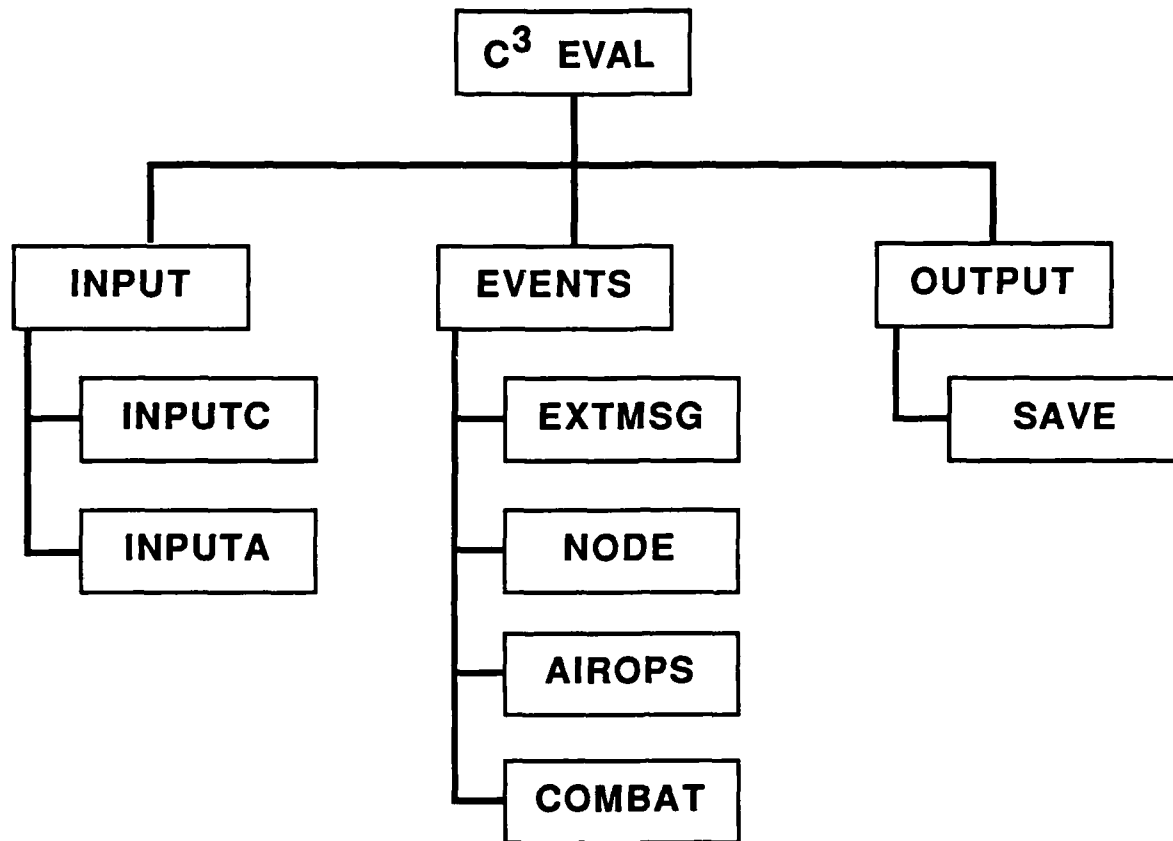 C³ EVAL
INPUT
EVENTS
OUTPUT
INPUTC
EXTMSG
SAVE
INPUTA
NODE
AIROPS
COMBAT